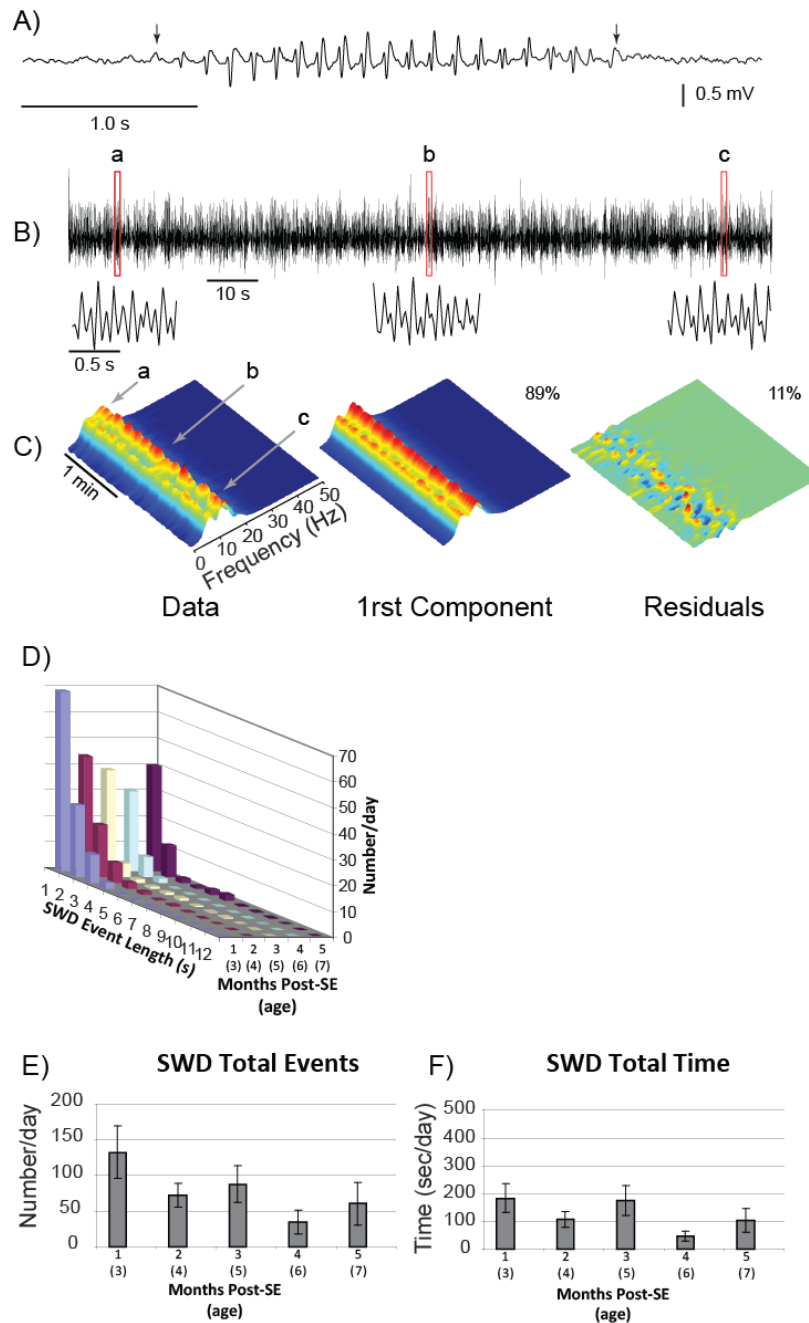 A)
1.0 s
0.5 mV
a b c
B)
10 s
0.5 s
a b c
89% 11%
C)
1 min
0 10 20 30 40 50
Frequency (Hz)
Data 1rst Component Residuals
D)
70
60
50
40
30
20
10
0
Number/day
1 2 3 4 5 6 7 8 9 10 11 12
SWD Event Length (s)
1 2 3 4 5
(3) (4) (5) (6) (7)
Months Post-SE
(age)
E) SWD Total Events
200
150
100
50
0
Number/day
1 2 3 4 5
(3) (4) (5) (6) (7)
Months Post-SE
(age)
F) SWD Total Time
500
400
300
200
100
0
Time (sec/day)
1 2 3 4 5
(3) (4) (5) (6) (7)
Months Post-SE
(age)